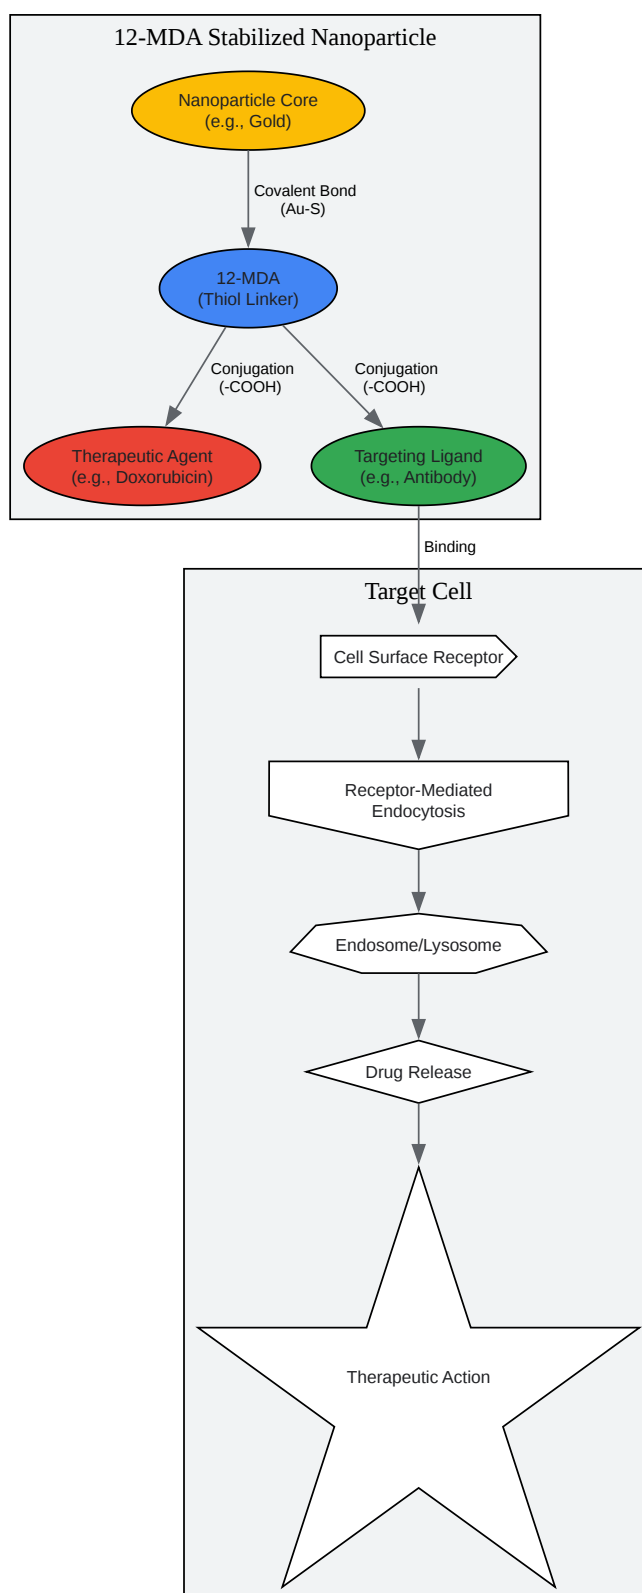 12-MDA Stabilized Nanoparticle
Nanoparticle Core
(e.g., Gold)
Covalent Bond
(Au-S)
12-MDA
(Thiol Linker)
Conjugation
(-COOH)
Conjugation
(-COOH)
Therapeutic Agent
(e.g., Doxorubicin)
Targeting Ligand
(e.g., Antibody)
Binding
Target Cell
Cell Surface Receptor
Receptor-Mediated
Endocytosis
Endosome/Lysosome
Drug Release
Therapeutic Action